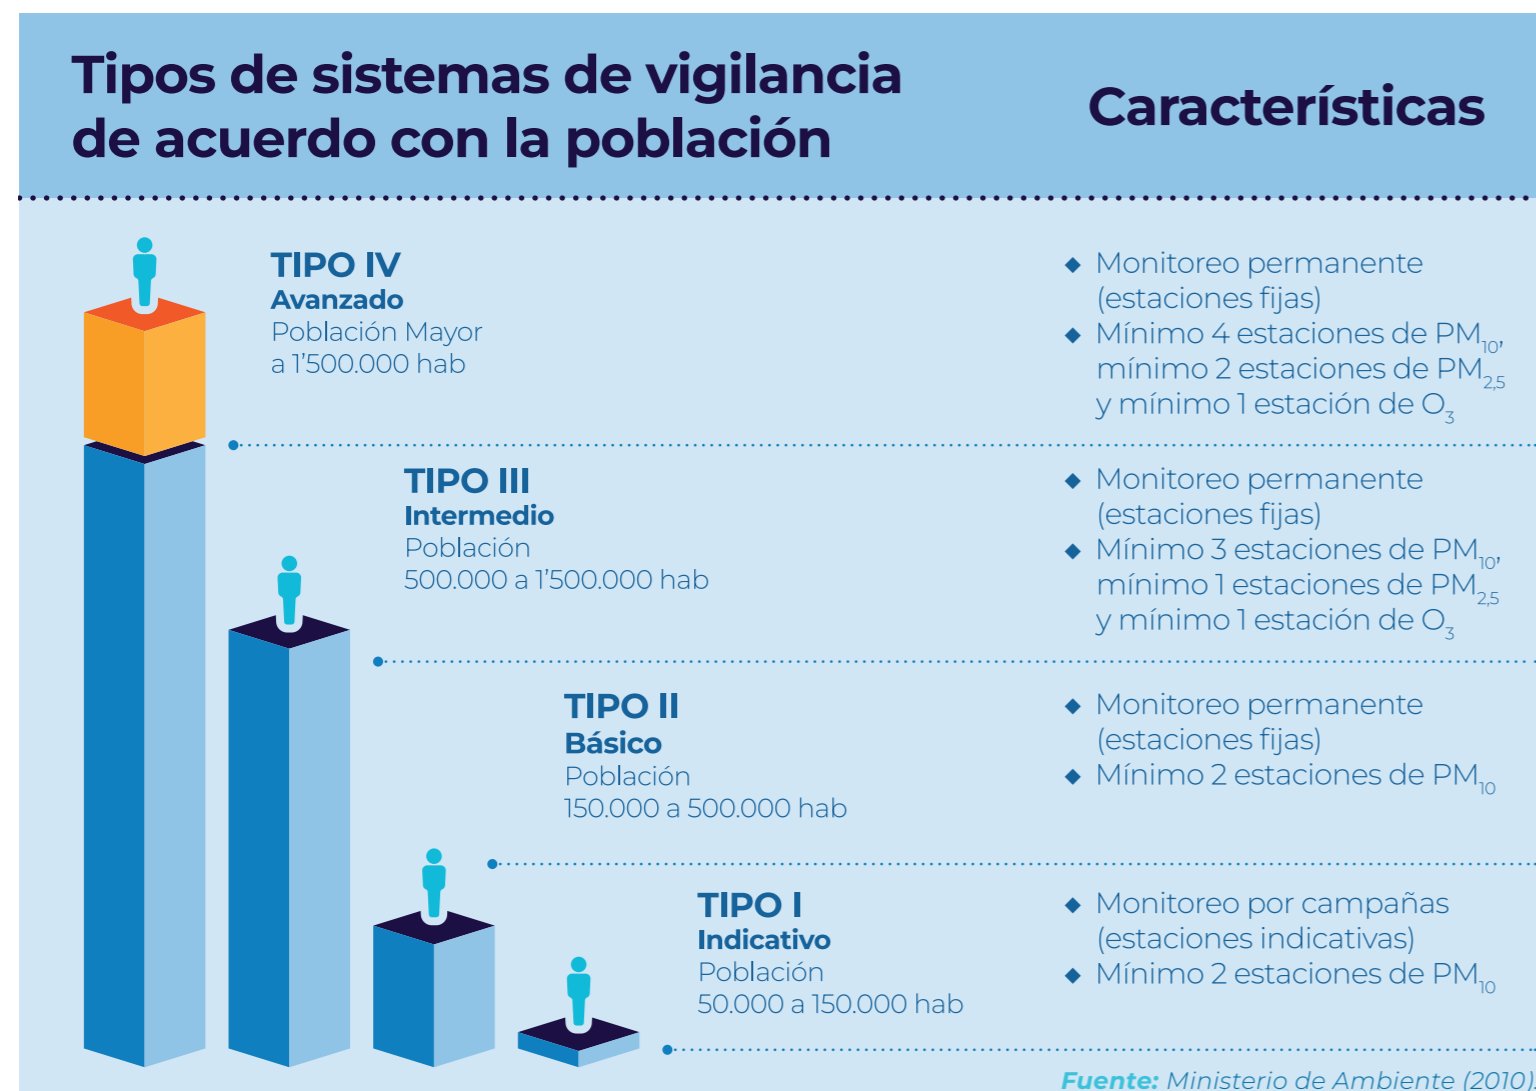 Tipos de sistemas de vigilancia
de acuerdo con la población
Características
TIPO IV
Avanzado
Población Mayor
a 1'500.000 hab
◆ Monitoreo permanente
(estaciones fijas)
◆ Mínimo 4 estaciones de PM₁₀,
mínimo 2 estaciones de PM₂,₅
y mínimo 1 estación de O₃
TIPO III
Intermedio
Población
500.000 a 1'500.000 hab
◆ Monitoreo permanente
(estaciones fijas)
◆ Mínimo 3 estaciones de PM₁₀,
mínimo 1 estaciones de PM₂,₅
y mínimo 1 estación de O₃
TIPO II
Básico
Población
150.000 a 500.000 hab
◆ Monitoreo permanente
(estaciones fijas)
◆ Mínimo 2 estaciones de PM₁₀
TIPO I
Indicativo
Población
50.000 a 150.000 hab
◆ Monitoreo por campañas
(estaciones indicativas)
◆ Mínimo 2 estaciones de PM₁₀
Fuente: Ministerio de Ambiente (2010)